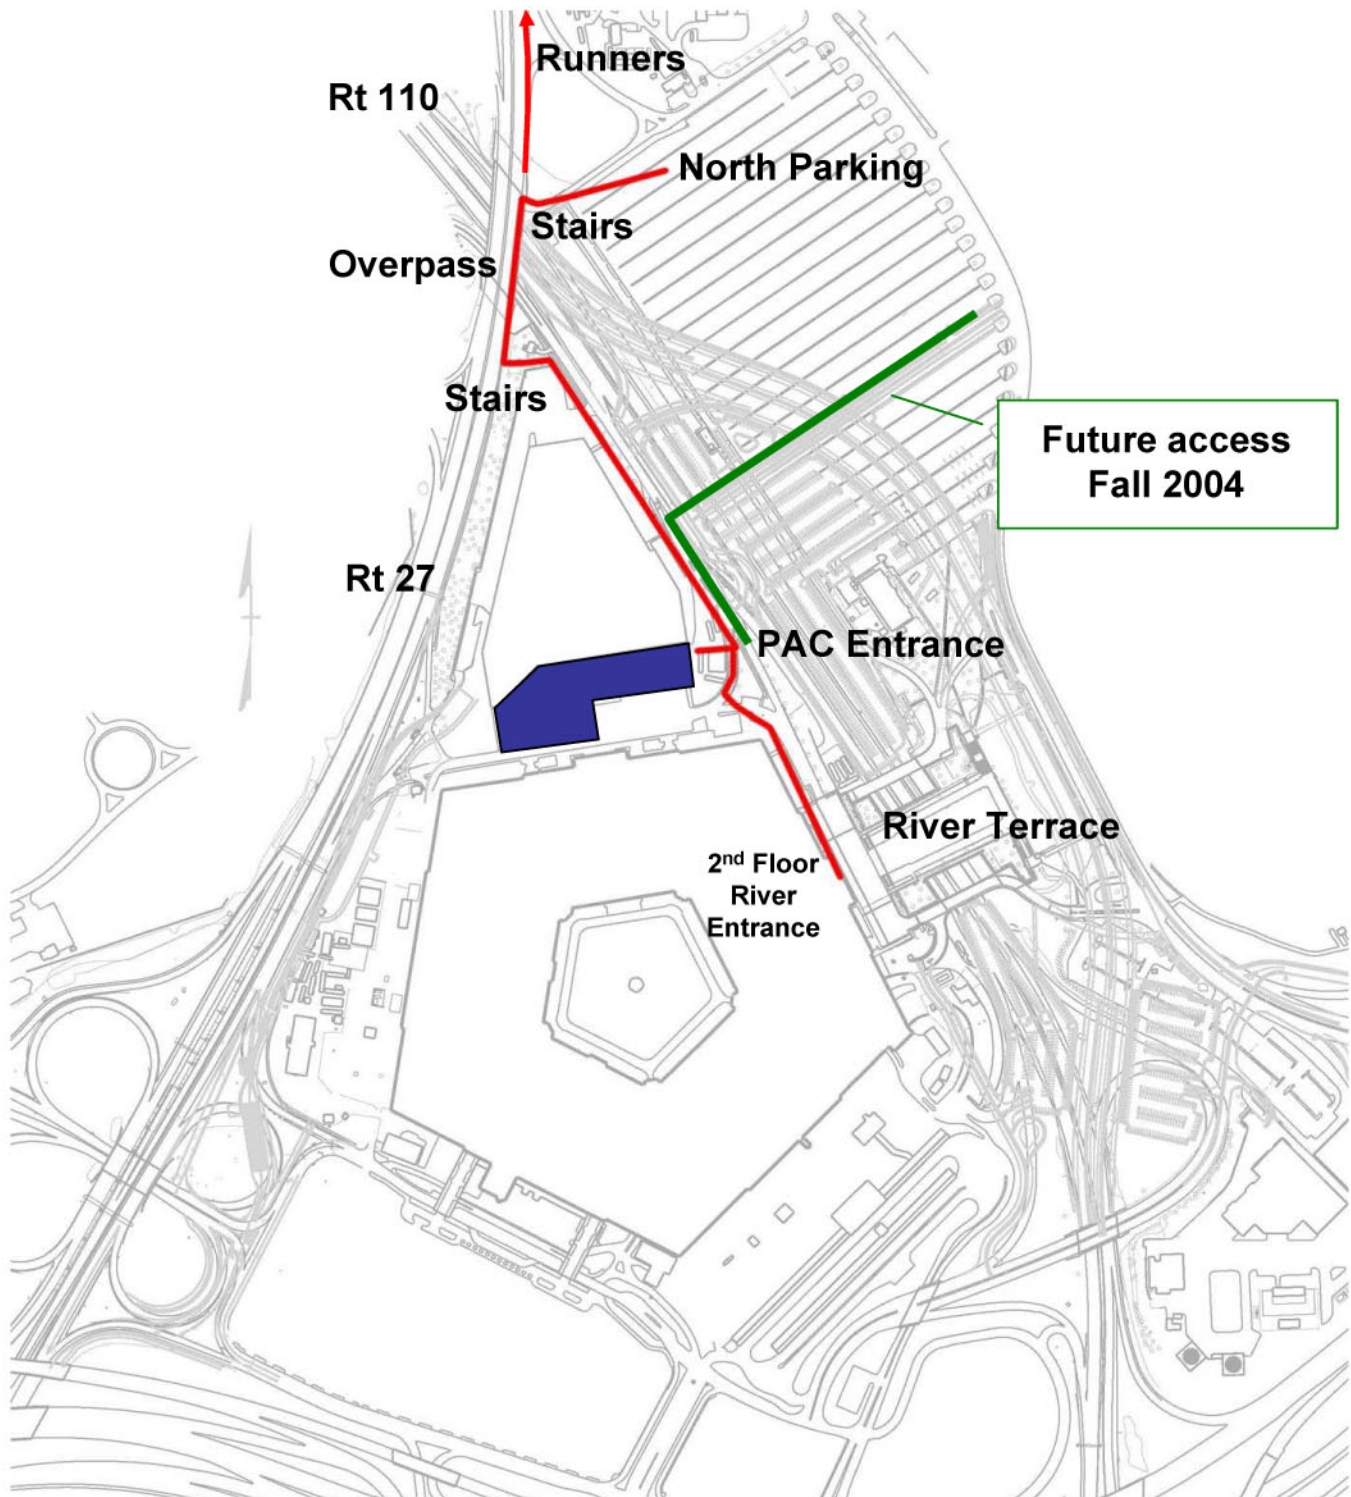 Runners
Rt 110
North Parking
Stairs
Overpass
Stairs
Future access
Fall 2004
Rt 27
PAC Entrance
River Terrace
2nd Floor
River
Entrance